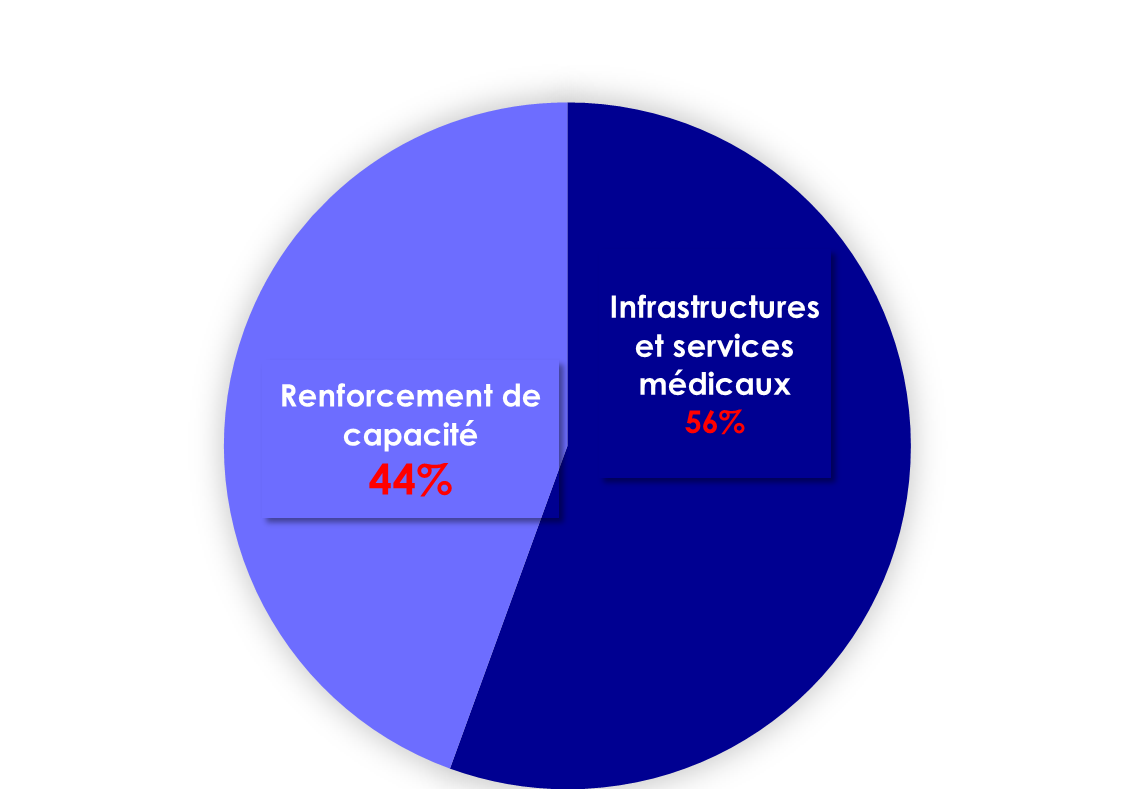 Infrastructures
et services
médicaux
56%
Renforcement de
capacité
44%